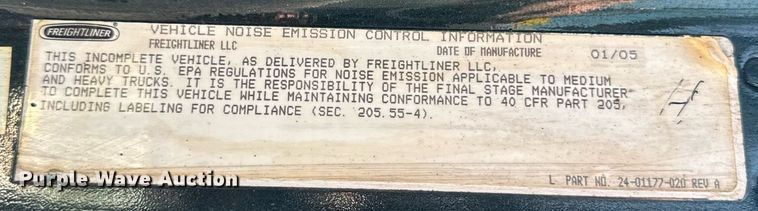 FREIGHTLINER
VEHICLE NOISE EMISSION CONTROL INFORMATION
FREIGHTLINER LLC DATE OF MANUFACTURE 01/05
THIS INCOMPLETE VEHICLE, AS DELIVERED BY FREIGHTLINER LLC,
CONFORMS TO U.S. EPA REGULATIONS FOR NOISE EMISSION APPLICABLE TO MEDIUM
AND HEAVY TRUCKS. IT IS THE RESPONSIBILITY OF THE FINAL STAGE MANUFACTURER
TO COMPLETE THIS VEHICLE WHILE MAINTAINING CONFORMANCE TO 40 CFR PART 205,
INCLUDING LABELING FOR COMPLIANCE (SEC. 205.55-4).
L PART NO. 24-01177-020 REV A
Purple Wave Auction